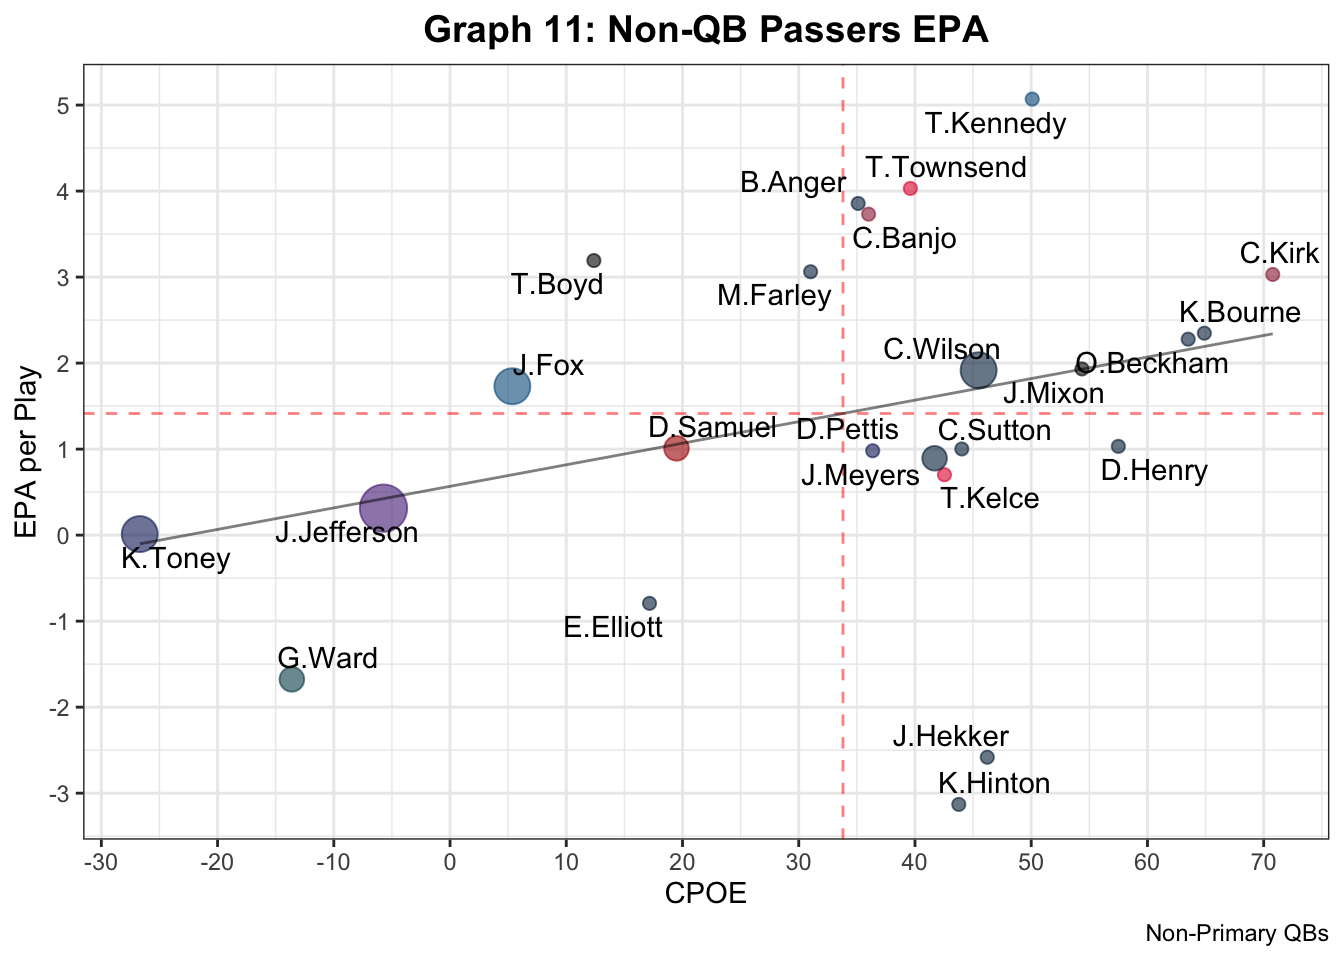 Graph 11: Non-QB Passers EPA
5
T.Kennedy
T.Townsend
B.Anger
4
C.Banjo
C.Kirk
3
T.Boyd
M.Farley
K.Bourne
C.Wilson
2
J.Fox
O.Beckham
J.Mixon
EPA per Play
D.Samuel
D.Pettis
C.Sutton
1
J.Meyers
D.Henry
T.Kelce
0
J.Jefferson
K.Toney
-1
E.Elliott
G.Ward
-2
J.Hekker
K.Hinton
-3
-30 -20 -10 0 10 20 30 40 50 60 70
CPOE
Non-Primary QBs